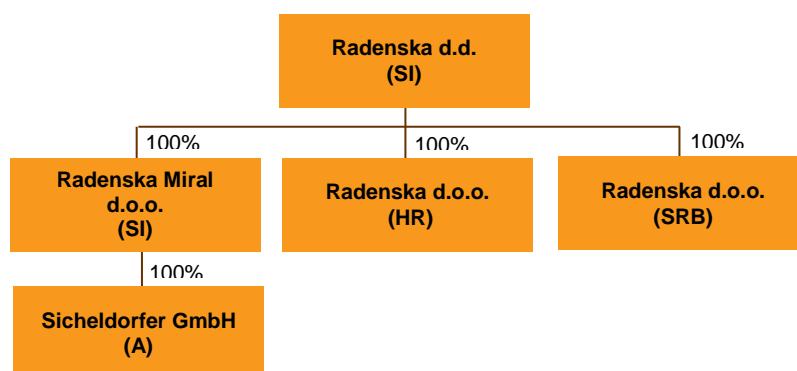 Radenska d.d.
(SI)
100%
100%
100%
Radenska Miral
d.o.o.
(SI)
Radenska d.o.o.
(HR)
Radenska d.o.o.
(SRB)
100%
Sicheldorfer GmbH
(A)